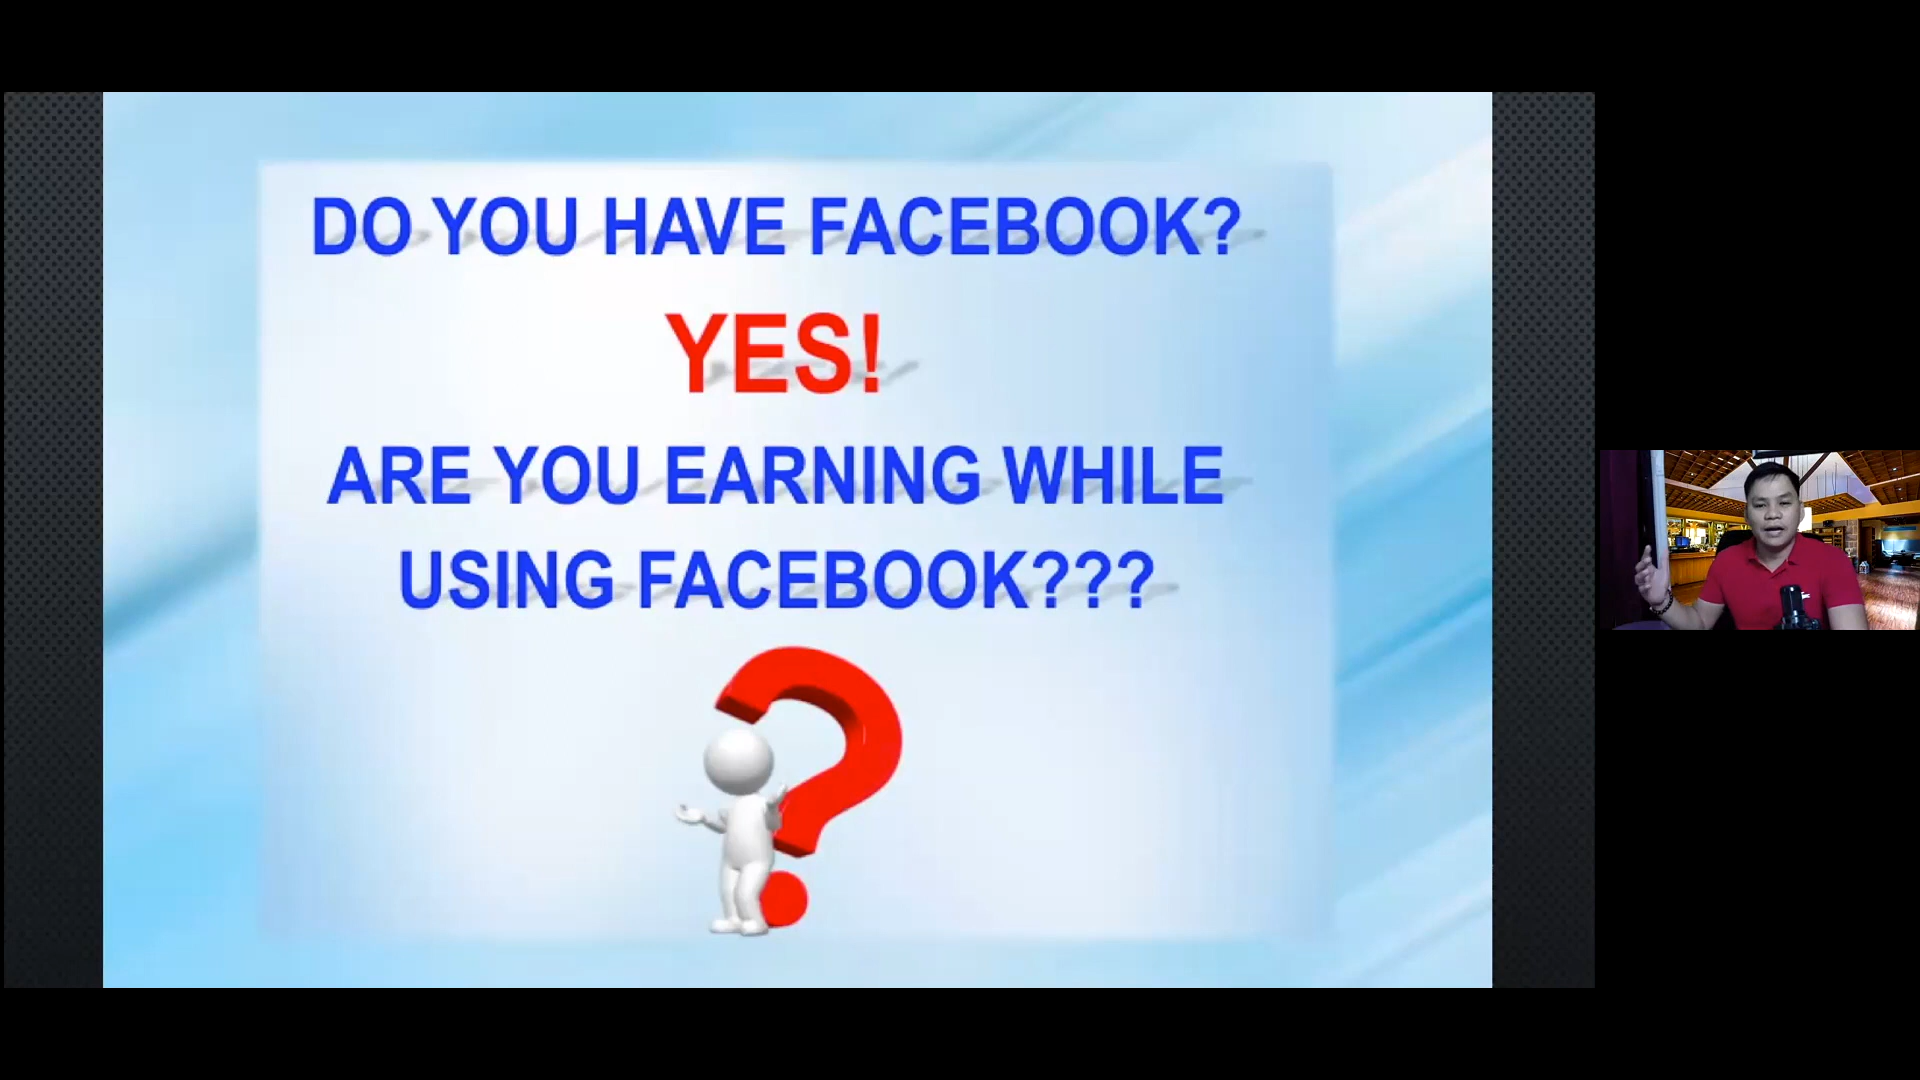 DO YOU HAVE FACEBOOK?
YES!
ARE YOU EARNING WHILE
USING FACEBOOK???